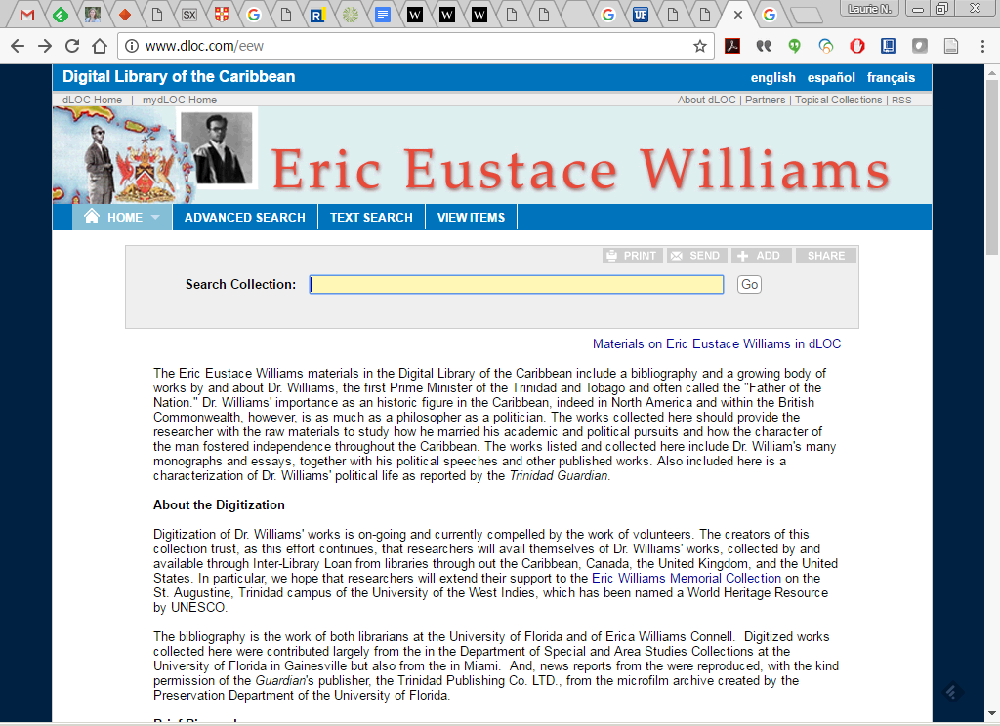 Laurie N.
www.dloc.com/eew
Digital Library of the Caribbean
english español français
dLOC Home | mydLOC Home
About dLOC | Partners | Topical Collections | RSS
Eric Eustace Williams
HOME
ADVANCED SEARCH
TEXT SEARCH
VIEW ITEMS
PRINT
SEND
ADD
SHARE
Search Collection:
Go
Materials on Eric Eustace Williams in dLOC
The Eric Eustace Williams materials in the Digital Library of the Caribbean include a bibliography and a growing body of
works by and about Dr. Williams, the first Prime Minister of the Trinidad and Tobago and often called the "Father of the
Nation." Dr. Williams' importance as an historic figure in the Caribbean, indeed in North America and within the British
Commonwealth, however, is as much as a philosopher as a politician. The works collected here should provide the
researcher with the raw materials to study how he married his academic and political pursuits and how the character of
the man fostered independence throughout the Caribbean. The works listed and collected here include Dr. William's many
monographs and essays, together with his political speeches and other published works. Also included here is a
characterization of Dr. Williams' political life as reported by the Trinidad Guardian.
About the Digitization
Digitization of Dr. Williams' works is on-going and currently compelled by the work of volunteers. The creators of this
collection trust, as this effort continues, that researchers will avail themselves of Dr. Williams' works, collected by and
available through Inter-Library Loan from libraries through out the Caribbean, Canada, the United Kingdom, and the United
States. In particular, we hope that researchers will extend their support to the Eric Williams Memorial Collection on the
St. Augustine, Trinidad campus of the University of the West Indies, which has been named a World Heritage Resource
by UNESCO.
The bibliography is the work of both librarians at the University of Florida and of Erica Williams Connell. Digitized works
collected here were contributed largely from the in the Department of Special and Area Studies Collections at the
University of Florida in Gainesville but also from the in Miami. And, news reports from the were reproduced, with the kind
permission of the Guardian's publisher, the Trinidad Publishing Co. LTD., from the microfilm archive created by the
Preservation Department of the University of Florida.